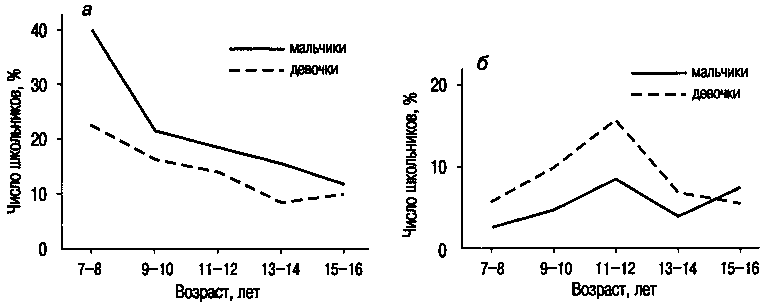 а
Число школьников, %
40
30
20
10
0
мальчики
девочки
7–8
9–10
11–12
13–14
15–16
Возраст, лет
б
Число школьников, %
20
10
0
мальчики
девочки
7–8
9–10
11–12
13–14
15–16
Возраст, лет